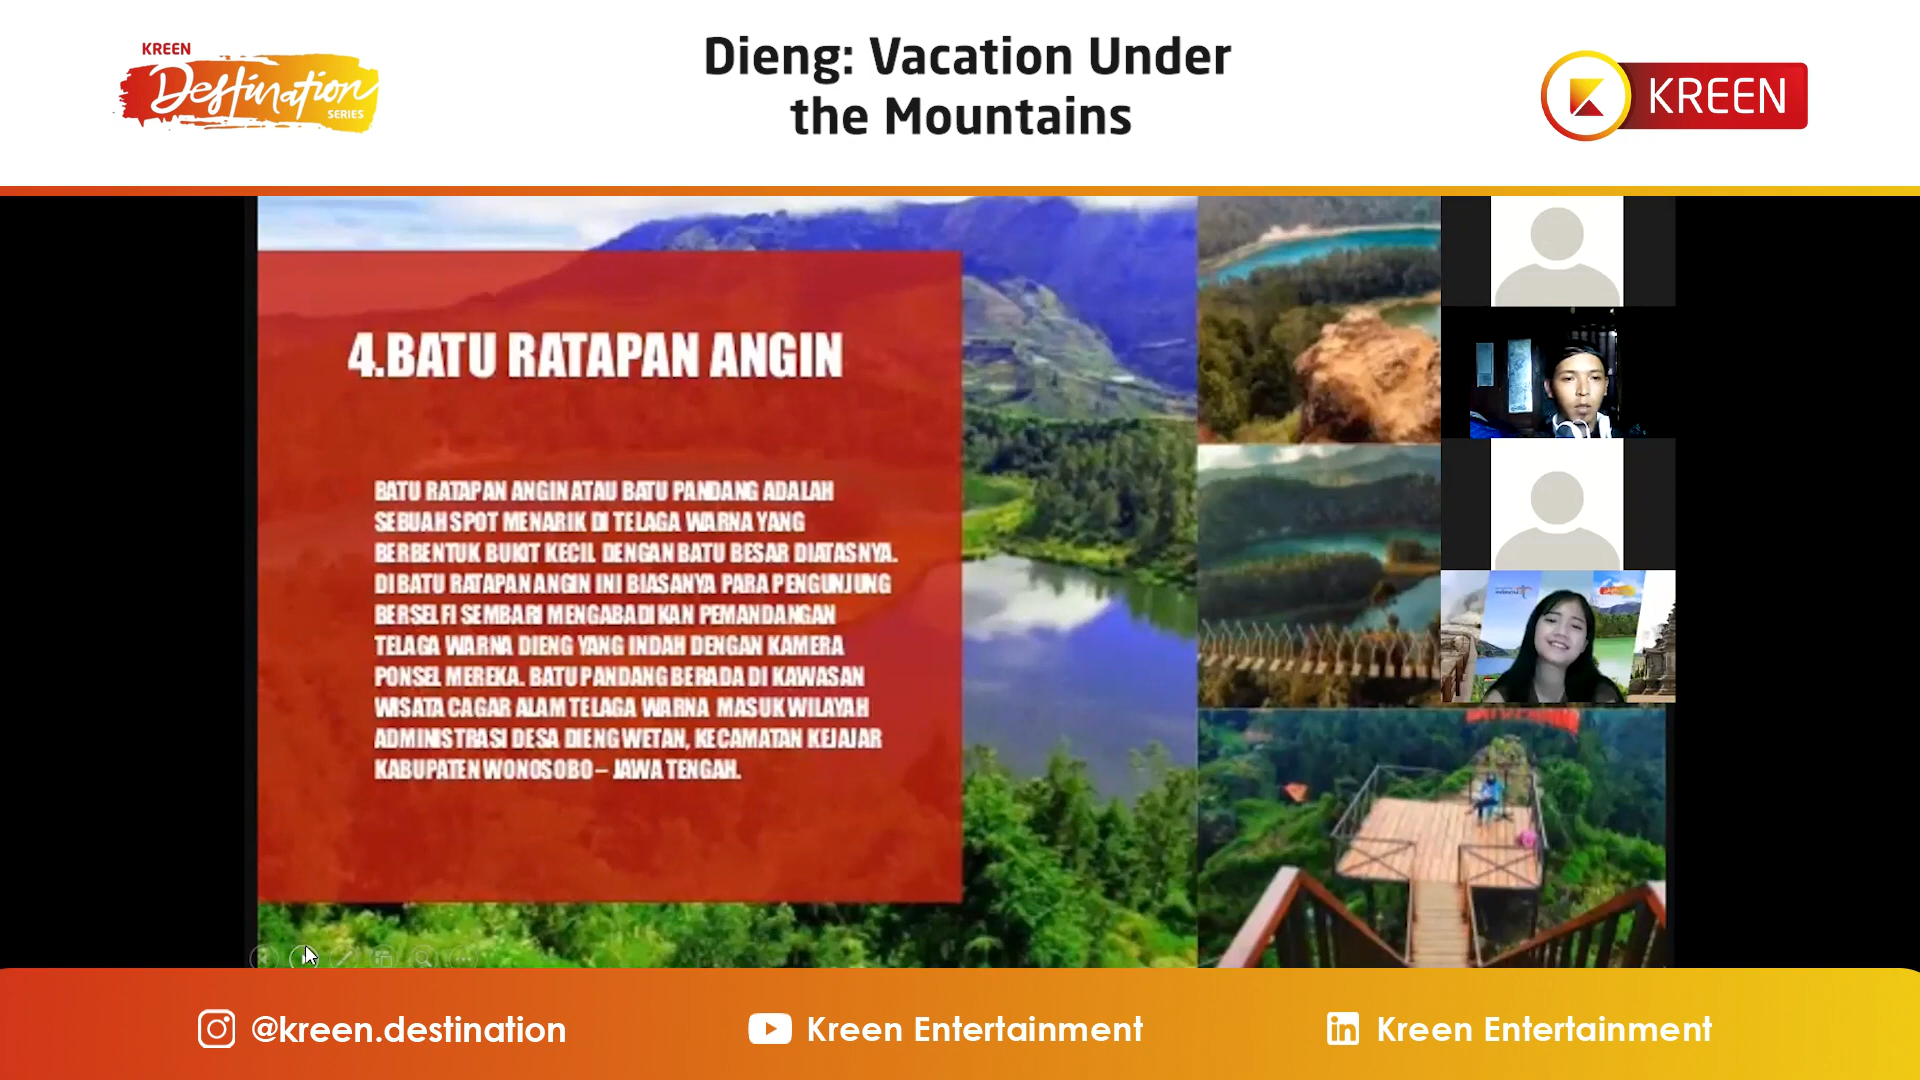 KREEN
Destination
SERIES
Dieng: Vacation Under
the Mountains
KREEN
4.BATU RATAPAN ANGIN
BATU RATAPAN ANGIN ATAU BATU PANDANG ADALAH
SEBUAH SPOT MENARIK DI TELAGA WARNA YANG
BERBENTUK BUKIT KECIL DENGAN BATU BESAR DIATASNYA.
DI BATU RATAPAN ANGIN INI BIASANYA PARA PENGUNJUNG
BERSELFI SEMBARI MENGABADIKAN PEMANDANGAN
TELAGA WARNA DIENG YANG INDAH DENGAN KAMERA
PONSEL MEREKA. BATU PANDANG BERADA DI KAWASAN
WISATA CAGAR ALAM TELAGA WARNA MASUK WILAYAH
ADMINISTRASI DESA DIENG WETAN, KECAMATAN KEJAJAR
KABUPATEN WONOSOBO – JAWA TENGAH.
@kreen.destination
Kreen Entertainment
Kreen Entertainment